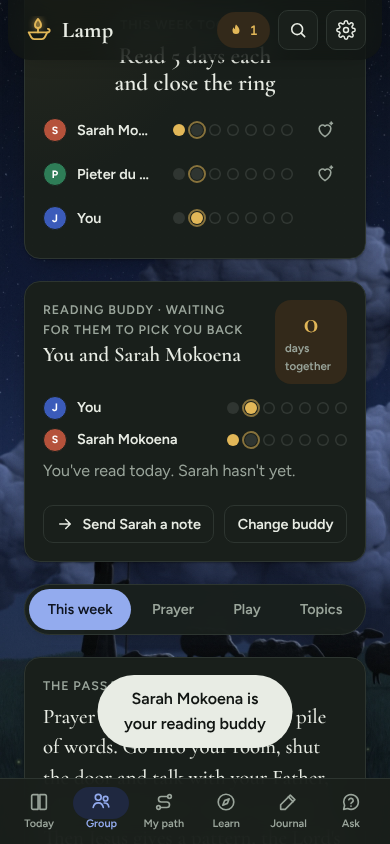 Lamp
1
Read 5 days each
and close the ring
S Sarah Mo...
P Pieter du ...
J You
READING BUDDY · WAITING
FOR THEM TO PICK YOU BACK
You and Sarah Mokoena
0
days
together
J You
S Sarah Mokoena
You've read today. Sarah hasn't yet.
Send Sarah a note
Change buddy
This week
Prayer
Play
Topics
THE PASS
Sarah Mokoena is
your reading buddy
Prayer
pile
of words. Go into your room, shut
the door and talk with your Father
Today
Group
My path
Learn
Journal
Ask